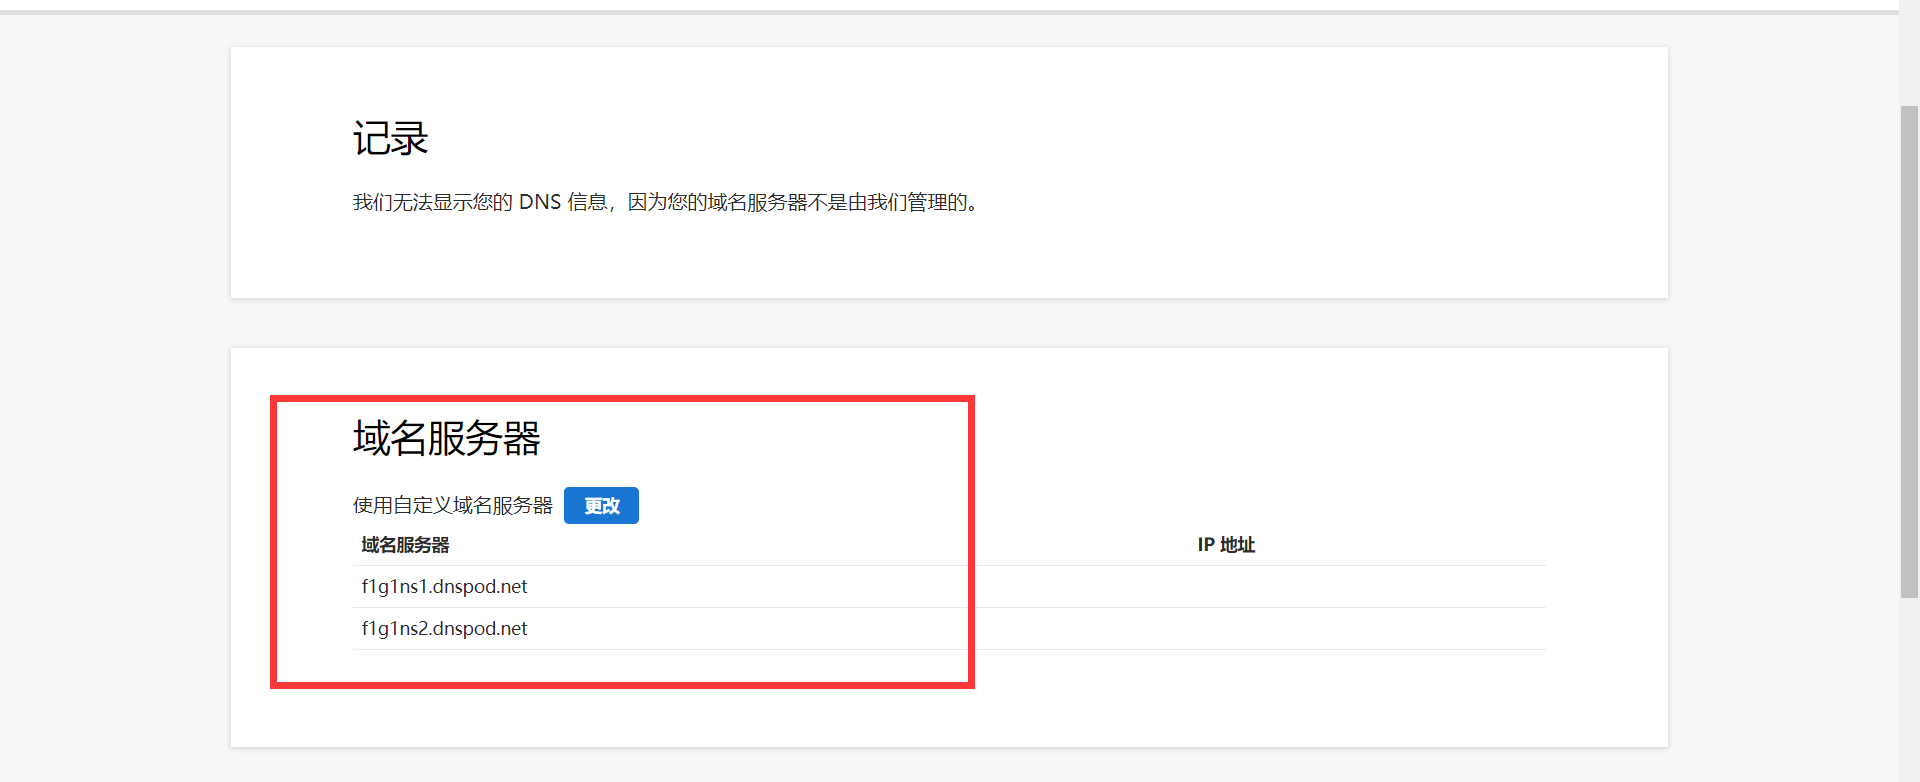 记录
我们无法显示您的 DNS 信息，因为您的域名服务器不是由我们管理的。
域名服务器
使用自定义域名服务器 更改
域名服务器 IP 地址
f1g1ns1.dnspod.net
f1g1ns2.dnspod.net